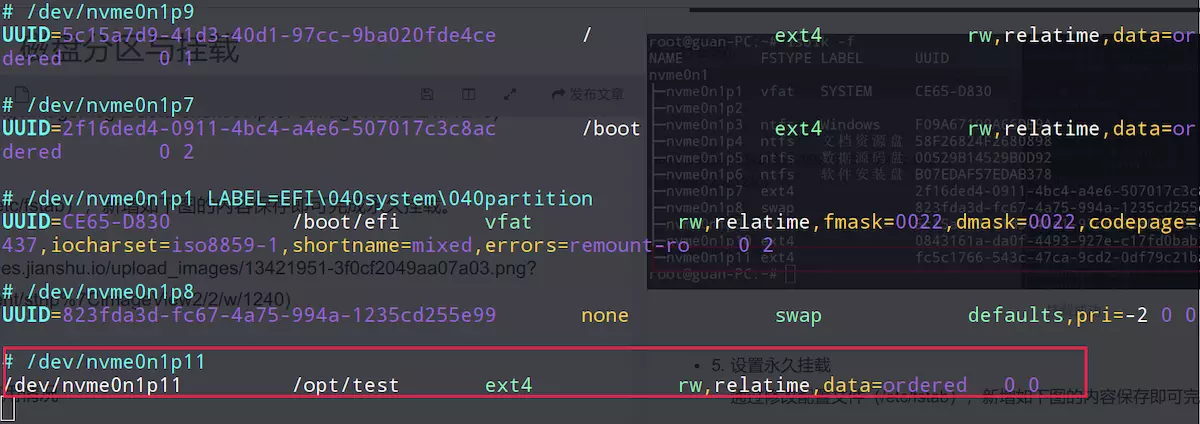 # /dev/nvme0n1p9
UUID=5c15a7d9-41d3-40d1-97cc-9ba020fde4ce / ext4 rw,relatime,data=or
dered 0 1
# /dev/nvme0n1p7
UUID=2f16ded4-0911-4bc4-a4e6-507017c3c8ac /boot ext4 rw,relatime,data=or
dered 0 2
# /dev/nvme0n1p1 LABEL=EFI\040system\040partition
UUID=CE65-D830 /boot/efi vfat rw,relatime,fmask=0022,dmask=0022,codepage=
437,iocharset=iso8859-1,shortname=mixed,errors=remount-ro 0 2
# /dev/nvme0n1p8
UUID=823fda3d-fc67-4a75-994a-1235cd255e99 none swap defaults,pri=-2 0 0
# /dev/nvme0n1p11
/dev/nvme0n1p11 /opt/test ext4 rw,relatime,data=ordered 0 0
磁盘分区与挂载
发布文章
es.jianshu.io/upload_images/13421951-3f0cf2049aa07a03.png?
root@guan-PC:~# lsblk -f
NAME FSTYPE LABEL UUID
nvme0n1
├─nvme0n1p1 vfat SYSTEM CE65-D830
├─nvme0n1p2
├─nvme0n1p3 ntfs Windows
├─nvme0n1p4 ntfs 文档资源盘 58F26824F2680898
├─nvme0n1p5 ntfs 数据源码盘 00529B14529B0D92
├─nvme0n1p6 ntfs 软件安装盘 B07EDAF57EDAB378
├─nvme0n1p7 ext4 2f16ded4-0911-4bc4-a4e6-507017c3c
├─nvme0n1p8 swap 823fda3d-fc67-4a75-994a-1235cd255e
0843161a-da0f-4493-927e-c17fd0bab
└─nvme0n1p11 ext4 fc5c1766-543c-47ca-9cd2-0df79c21ba
root@guan-PC:~#
5. 设置永久挂载
通过修改配置文件（/etc/fstab），新增如下图的内容保存即可完